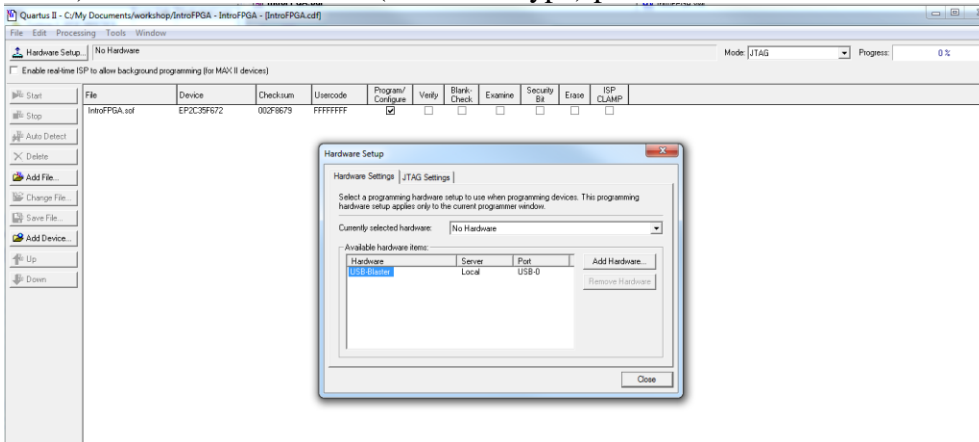 Quartus II - C:/My Documents/workshop/IntroFPGA - IntroFPGA - [IntroFPGA.cdf]
File Edit Processing Tools Window
Hardware Setup... No Hardware Mode: JTAG Progress: 0 %
Enable real-time ISP to allow background programming (for MAX II devices)
Start File Device Checksum Usercode Program/ Configure Verify Blank- Check Examine Security Bit Erase ISP CLAMP
Stop IntroFPGA.sof EP2C35F672 002F8679 FFFFFFFF
Auto Detect
Delete
Add File...
Change File...
Save File...
Add Device...
Up
Down
Hardware Setup
Hardware Settings JTAG Settings
Select a programming hardware setup to use when programming devices. This programming
hardware setup applies only to the current programmer window.
Currently selected hardware: No Hardware
Available hardware items:
Hardware Server Port Add Hardware...
USB-Blaster Local USB-0
Remove Hardware
Close